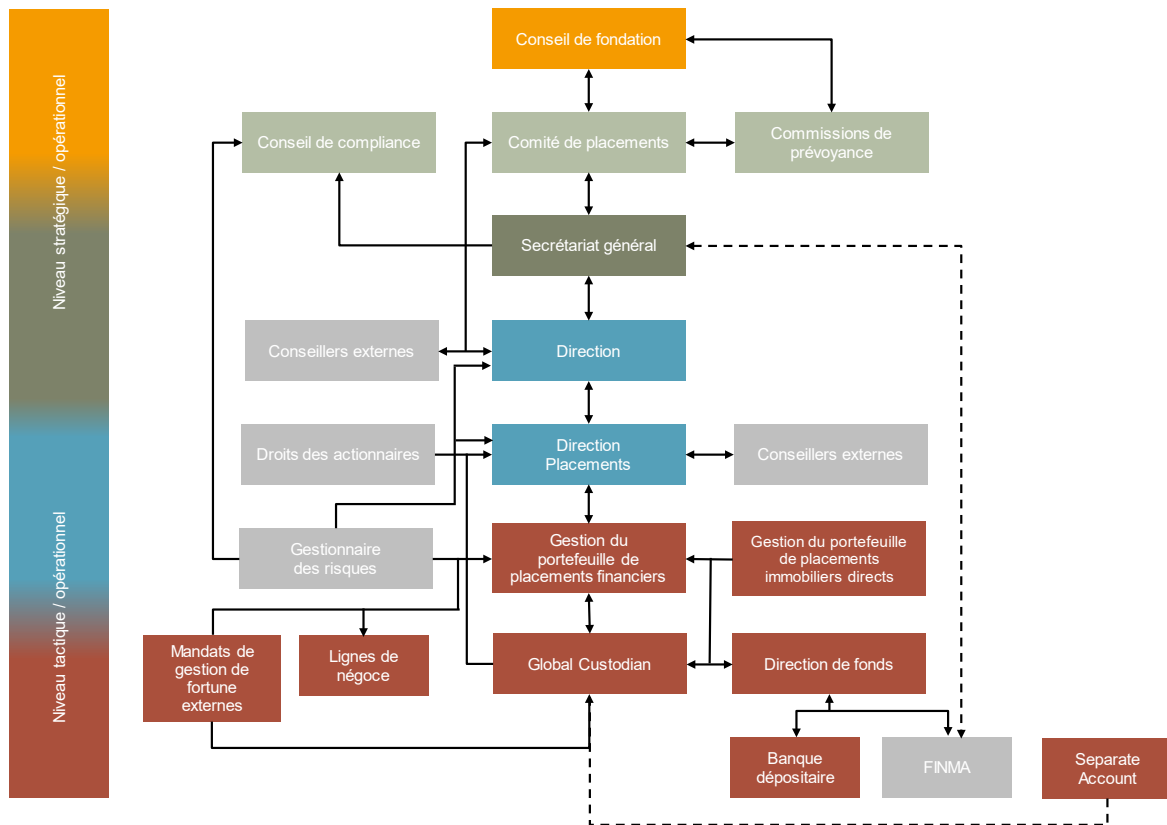 Niveau stratégique / opérationnel
Niveau tactique / opérationnel
Conseil de fondation
Conseil de compliance
Comité de placements
Commissions de
prévoyance
Secrétariat général
Conseillers externes
Direction
Droits des actionnaires
Direction
Placements
Conseillers externes
Gestionnaire
des risques
Gestion du
portefeuille de
placements financiers
Gestion du portefeuille
de placements
immobiliers directs
Mandats de
gestion de
fortune
externes
Lignes de
négoce
Global Custodian
Direction de fonds
Banque
dépositaire
FINMA
Separate
Account